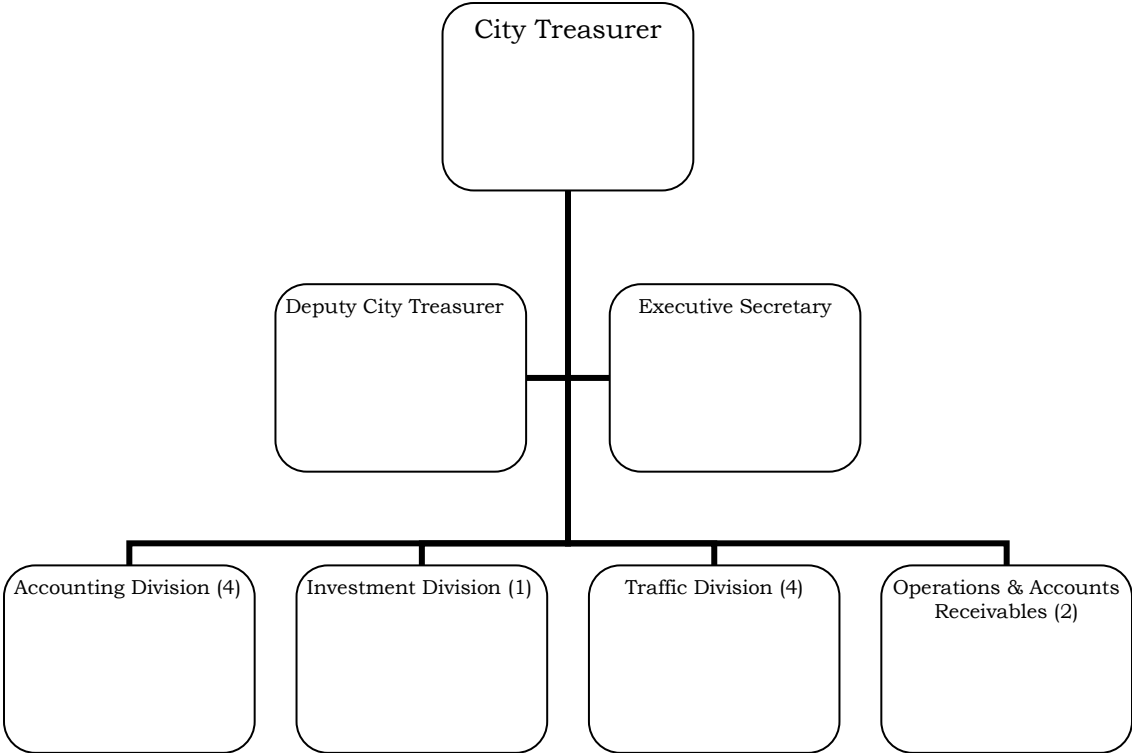 City Treasurer
Deputy City Treasurer
Executive Secretary
Accounting Division (4)
Investment Division (1)
Traffic Division (4)
Operations & Accounts
Receivables (2)